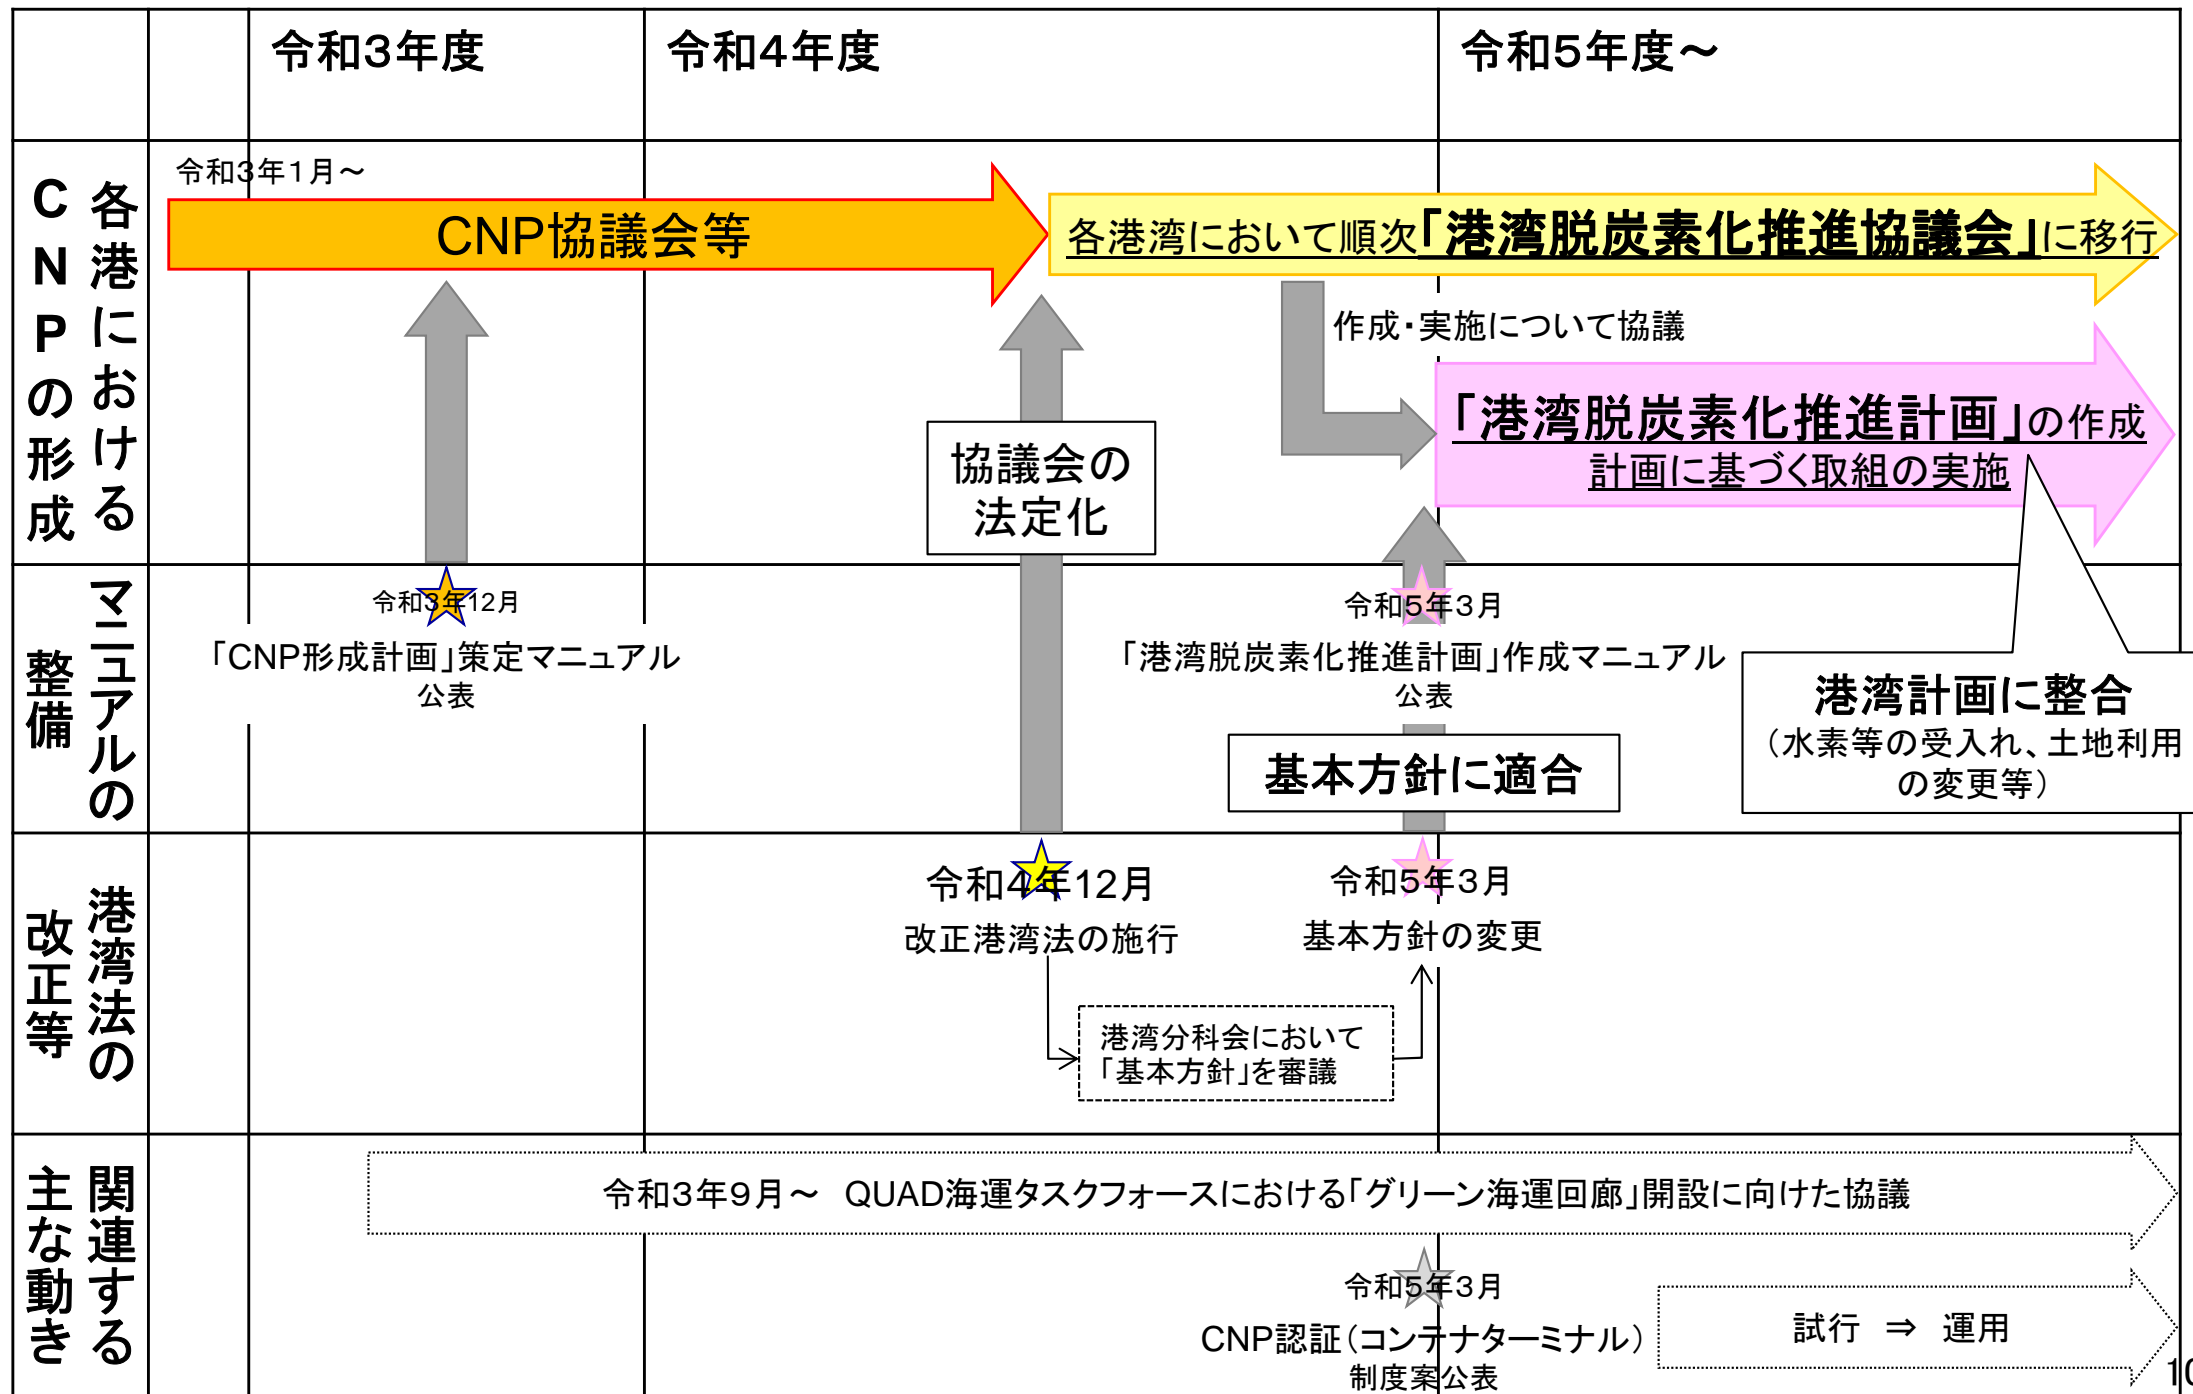 令和3年度
令和4年度
令和5年度～
各港における
CNPの形成
令和3年1月～
CNP協議会等
各港湾において順次「港湾脱炭素化推進協議会」に移行
作成・実施について協議
「港湾脱炭素化推進計画」の作成
計画に基づく取組の実施
協議会の
法定化
マニュアルの
整備
令和3年12月
「CNP形成計画」策定マニュアル
公表
令和5年3月
「港湾脱炭素化推進計画」作成マニュアル
公表
基本方針に適合
港湾計画に整合
（水素等の受入れ、土地利用
の変更等）
港湾法の
改正等
令和4年12月
改正港湾法の施行
令和5年3月
基本方針の変更
港湾分科会において
「基本方針」を審議
関連する
主な動き
令和3年9月～　QUAD海運タスクフォースにおける「グリーン海運回廊」開設に向けた協議
令和5年3月
CNP認証（コンテナターミナル）
制度案公表
試行　⇒　運用
10